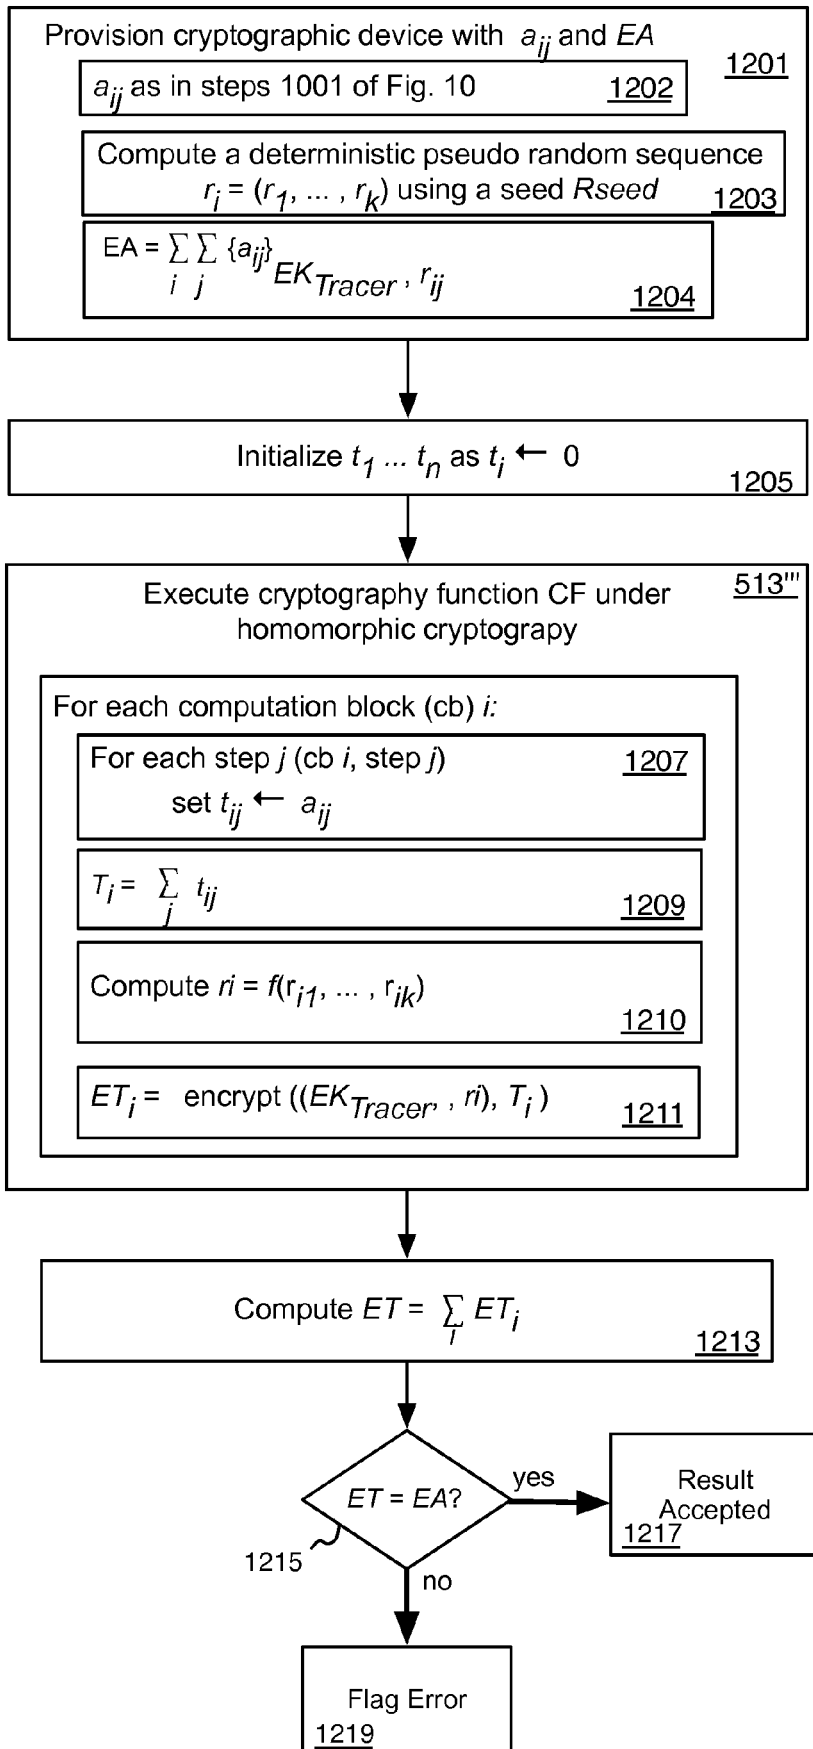 Provision cryptographic device with a_ij and EA
1201
a_ij as in steps 1001 of Fig. 10
1202
Compute a deterministic pseudo random sequence
r_i = (r_1, ... , r_k) using a seed Rseed
1203
EA = ∑ ∑ {a_ij} EK_Tracer , r_ij
i j
1204
Initialize t_1 ... t_n as t_i ← 0
1205
513'''
Execute cryptography function CF under
homomorphic cryptograpy
For each computation block (cb) i:
For each step j (cb i, step j)
1207
set t_ij ← a_ij
T_i = ∑ t_ij
j
1209
Compute ri = f(r_i1, ... , r_ik)
1210
ET_i = encrypt ((EK_Tracer, , ri), T_i )
1211
Compute ET = ∑ ET_i
i
1213
ET = EA?
yes
1215
no
Result
Accepted
1217
Flag Error
1219